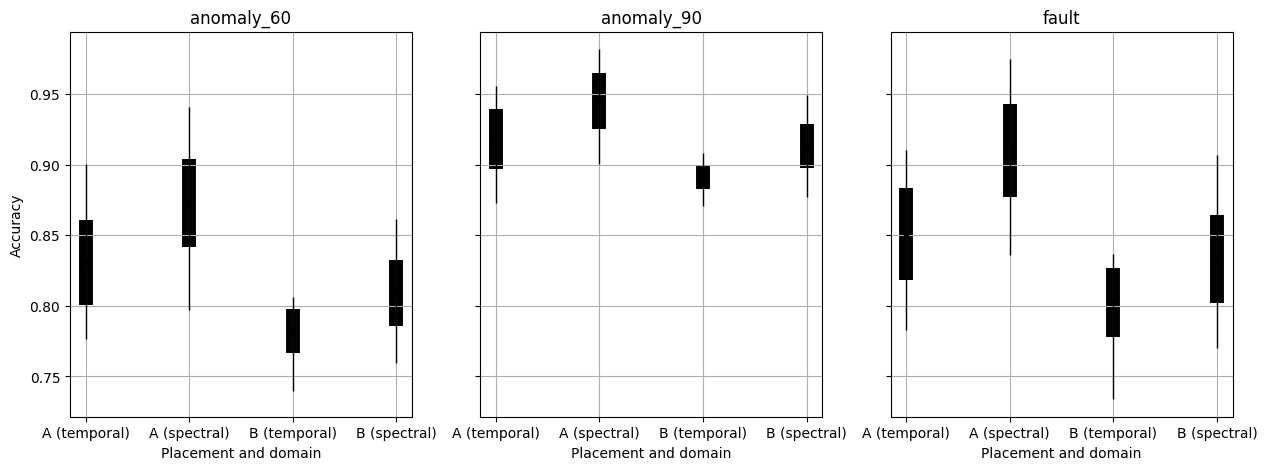 anomaly_60
anomaly_90
fault
Accuracy
0.95
0.90
0.85
0.80
0.75
A (temporal) A (spectral) B (temporal) B (spectral)
A (temporal) A (spectral) B (temporal) B (spectral)
A (temporal) A (spectral) B (temporal) B (spectral)
Placement and domain
Placement and domain
Placement and domain